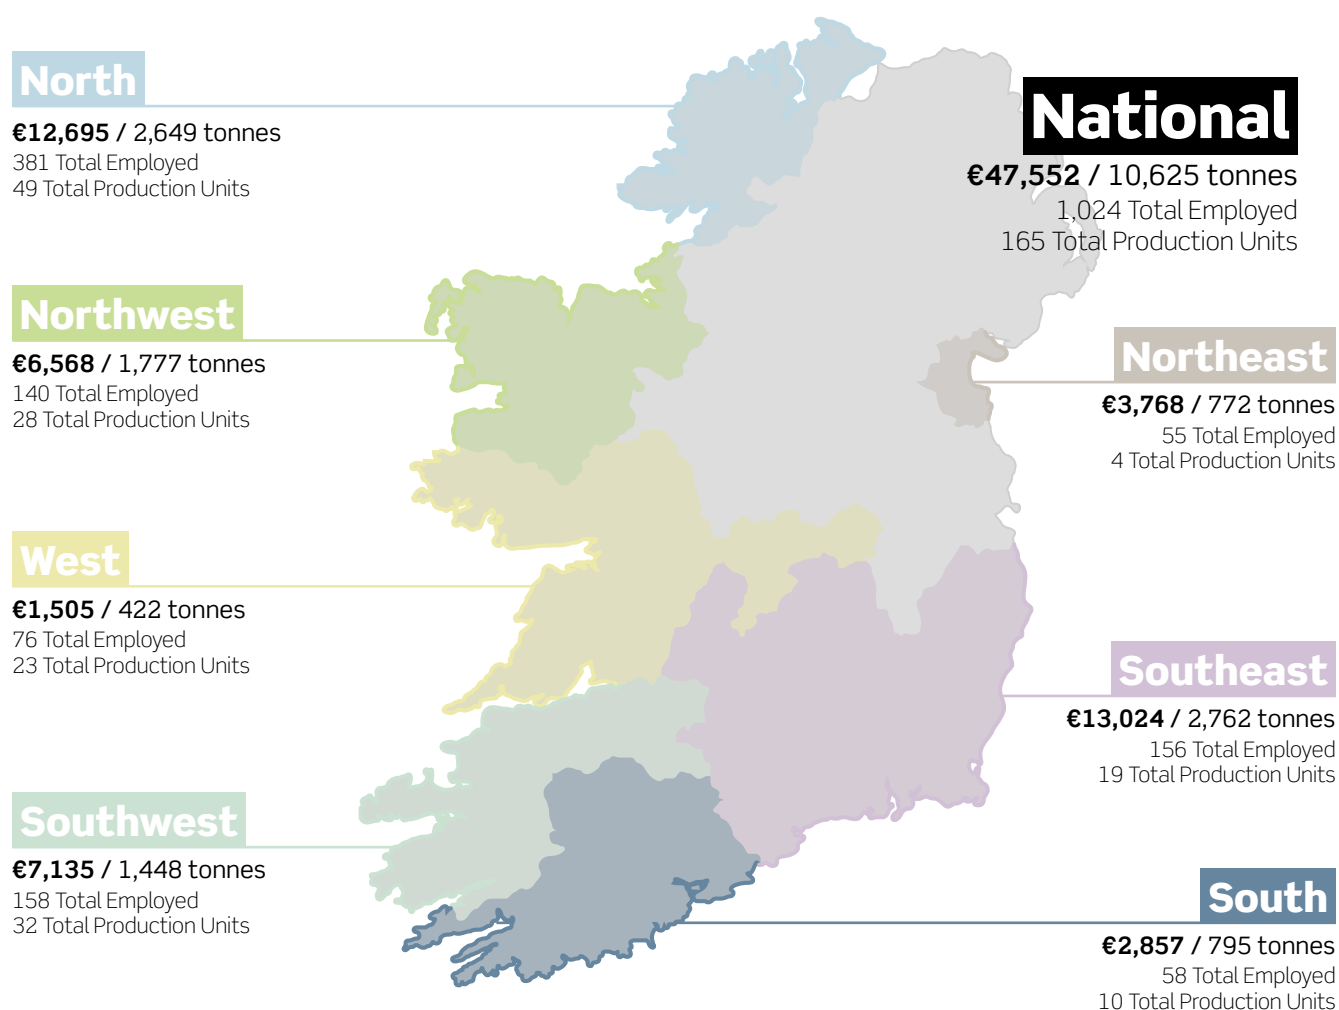 North
€12,695 / 2,649 tonnes
381 Total Employed
49 Total Production Units
National
€47,552 / 10,625 tonnes
1,024 Total Employed
165 Total Production Units
Northwest
€6,568 / 1,777 tonnes
140 Total Employed
28 Total Production Units
Northeast
€3,768 / 772 tonnes
55 Total Employed
4 Total Production Units
West
€1,505 / 422 tonnes
76 Total Employed
23 Total Production Units
Southeast
€13,024 / 2,762 tonnes
156 Total Employed
19 Total Production Units
Southwest
€7,135 / 1,448 tonnes
158 Total Employed
32 Total Production Units
South
€2,857 / 795 tonnes
58 Total Employed
10 Total Production Units